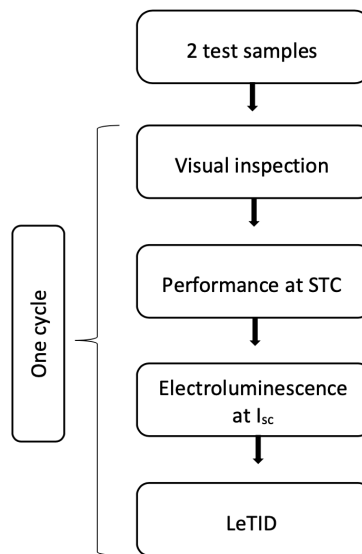 2 test samples
Visual inspection
One cycle
Performance at STC
Electroluminescence
at Isc
LeTID